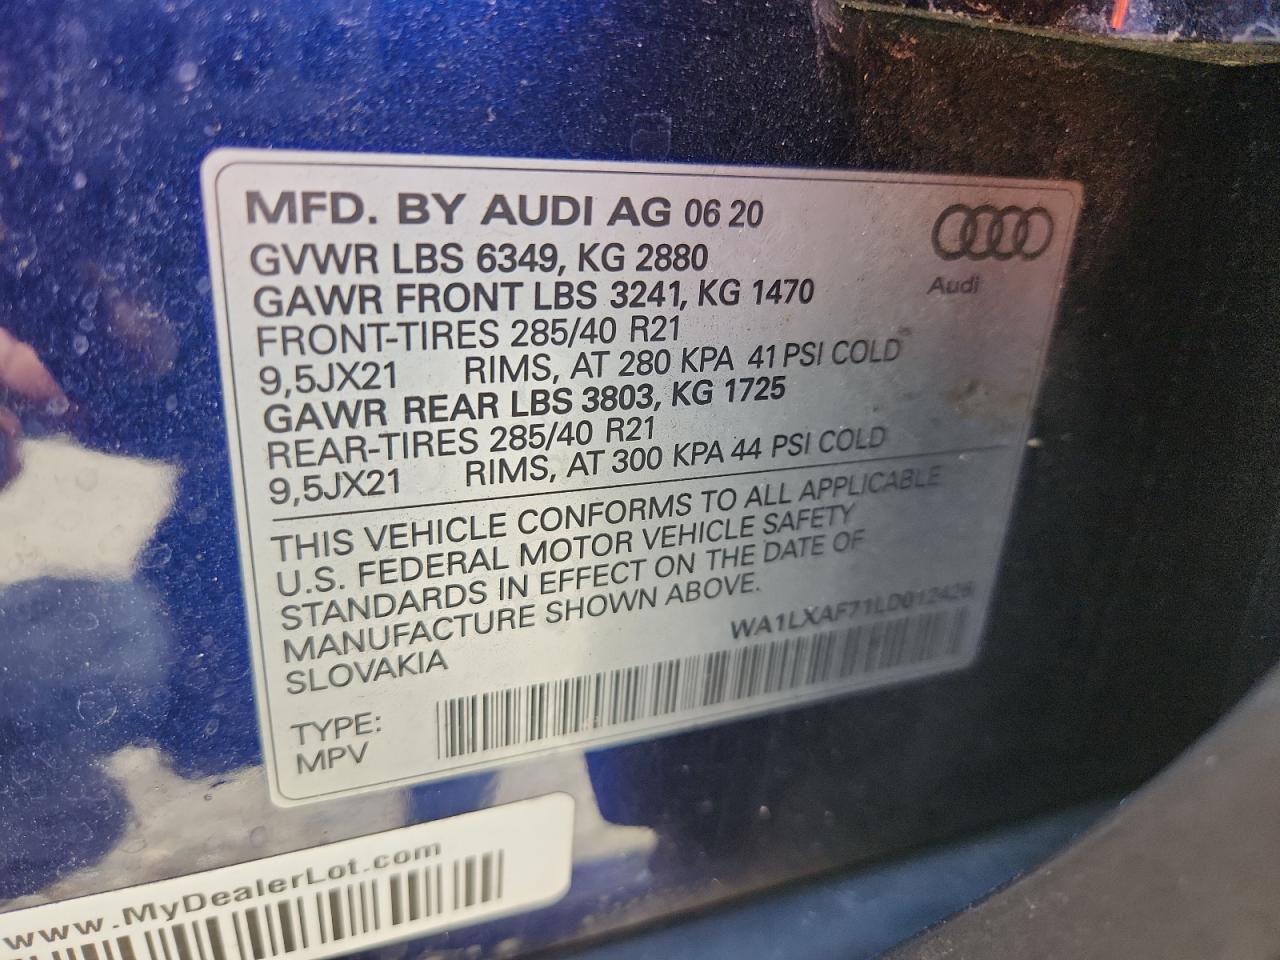 MFD. BY AUDI AG 06 20
GVWR LBS 6349, KG 2880
GAWR FRONT LBS 3241, KG 1470
FRONT-TIRES 285/40 R21
9,5JX21 RIMS, AT 280 KPA 41 PSI COLD
GAWR REAR LBS 3803, KG 1725
REAR-TIRES 285/40 R21
9,5JX21 RIMS, AT 300 KPA 44 PSI COLD
Audi
THIS VEHICLE CONFORMS TO ALL APPLICABLE
U.S. FEDERAL MOTOR VEHICLE SAFETY
STANDARDS IN EFFECT ON THE DATE OF
MANUFACTURE SHOWN ABOVE.
SLOVAKIA
WA1LXAF71LD012426
TYPE:
MPV
www.MyDealerLot.com